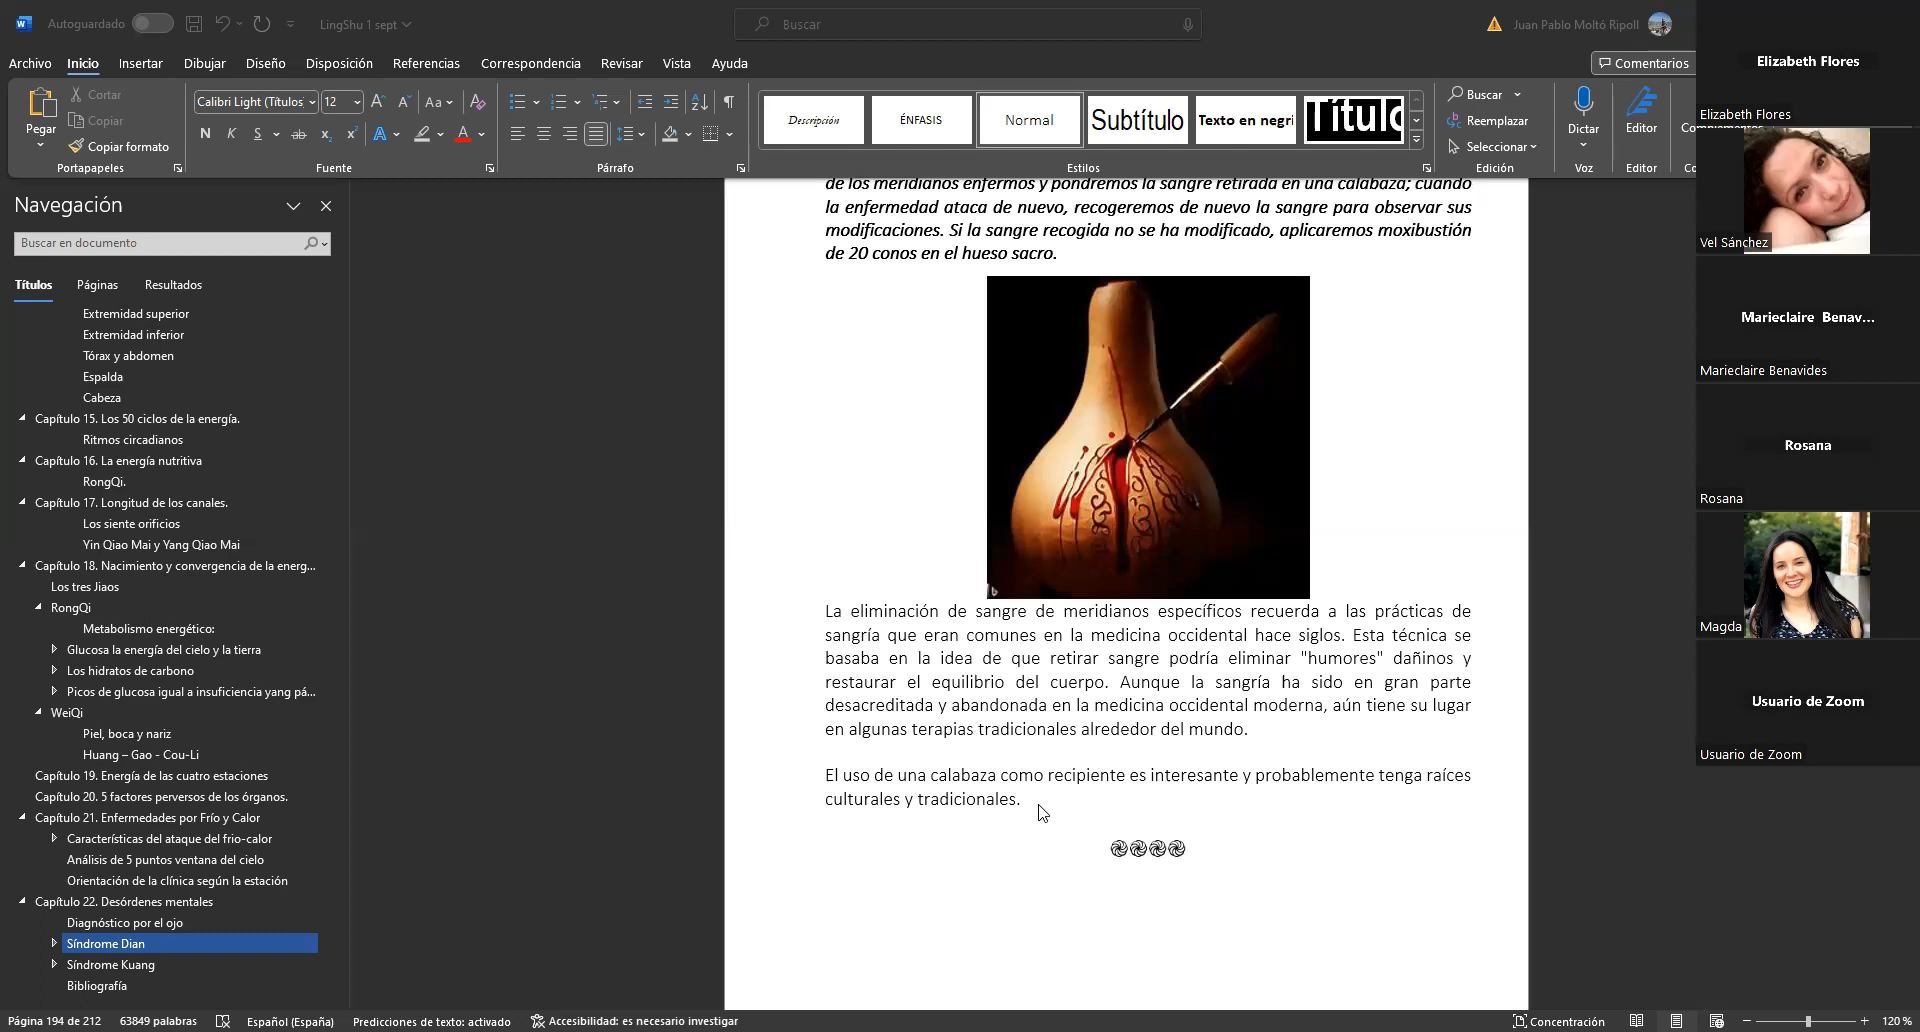 Autoguardado
LingShu 1 sept
Buscar
Juan Pablo Moltó Ripoll
Archivo Inicio Insertar Dibujar Diseño Disposición Referencias Correspondencia Revisar Vista Ayuda
Comentarios
Pegar
Cortar
Copiar
Copiar formato
Portapapeles
Calibri Light (Títulos) 12
Aa
N K S ab x₂ x² A A
Fuente
Párrafo
Descripción ÉNFASIS Normal Subtítulo Texto en negri Título
Estilos
Buscar
Reemplazar
Seleccionar
Edición
Dictar
Voz
Editor
Editor
Navegación
Buscar en documento
Títulos Páginas Resultados
Extremidad superior
Extremidad inferior
Tórax y abdomen
Espalda
Cabeza
Capítulo 15. Los 50 ciclos de la energía.
Ritmos circadianos
Capítulo 16. La energía nutritiva
RongQi.
Capítulo 17. Longitud de los canales.
Los siente orificios
Yin Qiao Mai y Yang Qiao Mai
Capítulo 18. Nacimiento y convergencia de la energ...
Los tres Jiaos
RongQi
Metabolismo energético:
Glucosa la energía del cielo y la tierra
Los hidratos de carbono
Picos de glucosa igual a insuficiencia yang pá...
WeiQi
Piel, boca y nariz
Huang – Gao - Cou-Li
Capítulo 19. Energía de las cuatro estaciones
Capítulo 20. 5 factores perversos de los órganos.
Capítulo 21. Enfermedades por Frío y Calor
Características del ataque del frio-calor
Análisis de 5 puntos ventana del cielo
Orientación de la clínica según la estación
Capítulo 22. Desórdenes mentales
Diagnóstico por el ojo
Síndrome Dian
Síndrome Kuang
Bibliografía
de los meridianos enfermos y pondremos la sangre retirada en una calabaza; cuando
la enfermedad ataca de nuevo, recogeremos de nuevo la sangre para observar sus
modificaciones. Si la sangre recogida no se ha modificado, aplicaremos moxibustión
de 20 conos en el hueso sacro.
La eliminación de sangre de meridianos específicos recuerda a las prácticas de
sangría que eran comunes en la medicina occidental hace siglos. Esta técnica se
basaba en la idea de que retirar sangre podría eliminar "humores" dañinos y
restaurar el equilibrio del cuerpo. Aunque la sangría ha sido en gran parte
desacreditada y abandonada en la medicina occidental moderna, aún tiene su lugar
en algunas terapias tradicionales alrededor del mundo.
El uso de una calabaza como recipiente es interesante y probablemente tenga raíces
culturales y tradicionales.
Elizabeth Flores
Elizabeth Flores
Vel Sánchez
Marieclaire Benav...
Marieclaire Benavides
Rosana
Rosana
Magda
Usuario de Zoom
Usuario de Zoom
Página 194 de 212 63849 palabras Español (España) Predicciones de texto: activado Accesibilidad: es necesario investigar
Concentración 120 %